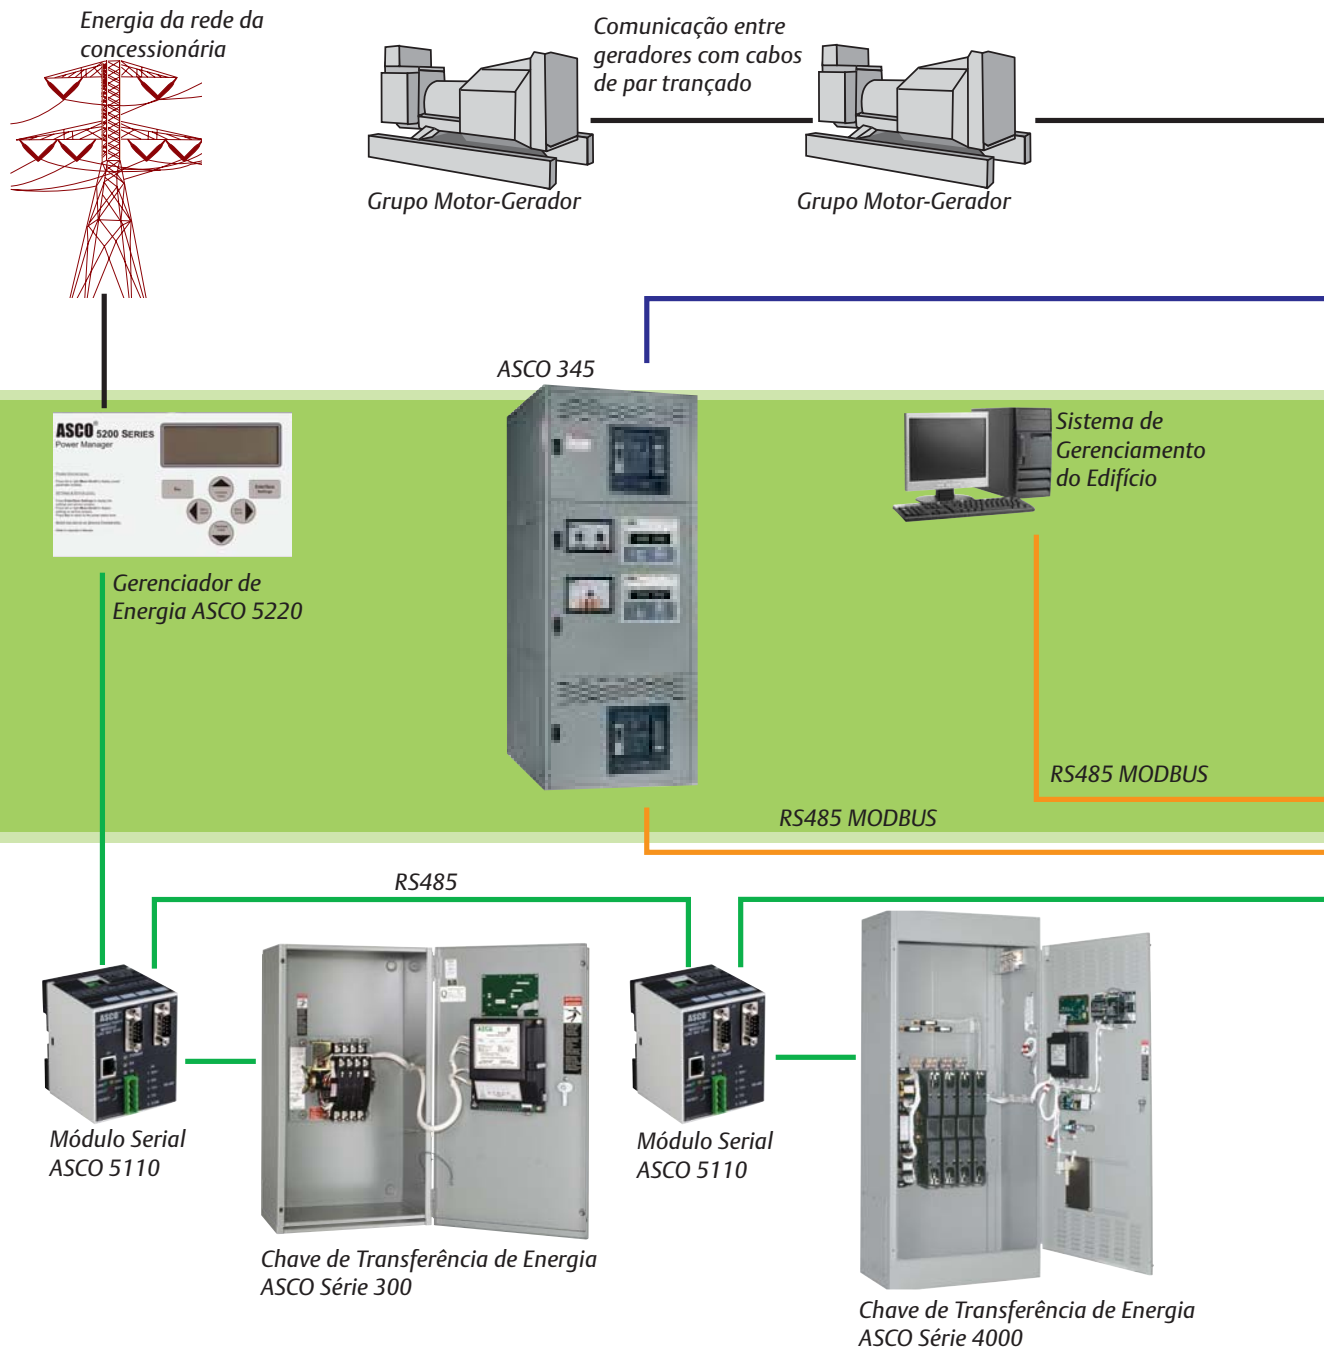 Energia da rede da
concessionária
Comunicação entre
geradores com cabos
de par trançado
Grupo Motor-Gerador
Grupo Motor-Gerador
ASCO 345
ASCO® 5200 SERIES
Power Manager
Sistema de
Gerenciamento
do Edifício
Gerenciador de
Energia ASCO 5220
RS485 MODBUS
RS485 MODBUS
RS485
ASCO
ASCO
ASCO
Módulo Serial
ASCO 5110
Módulo Serial
ASCO 5110
Chave de Transferência de Energia
ASCO Série 300
Chave de Transferência de Energia
ASCO Série 4000